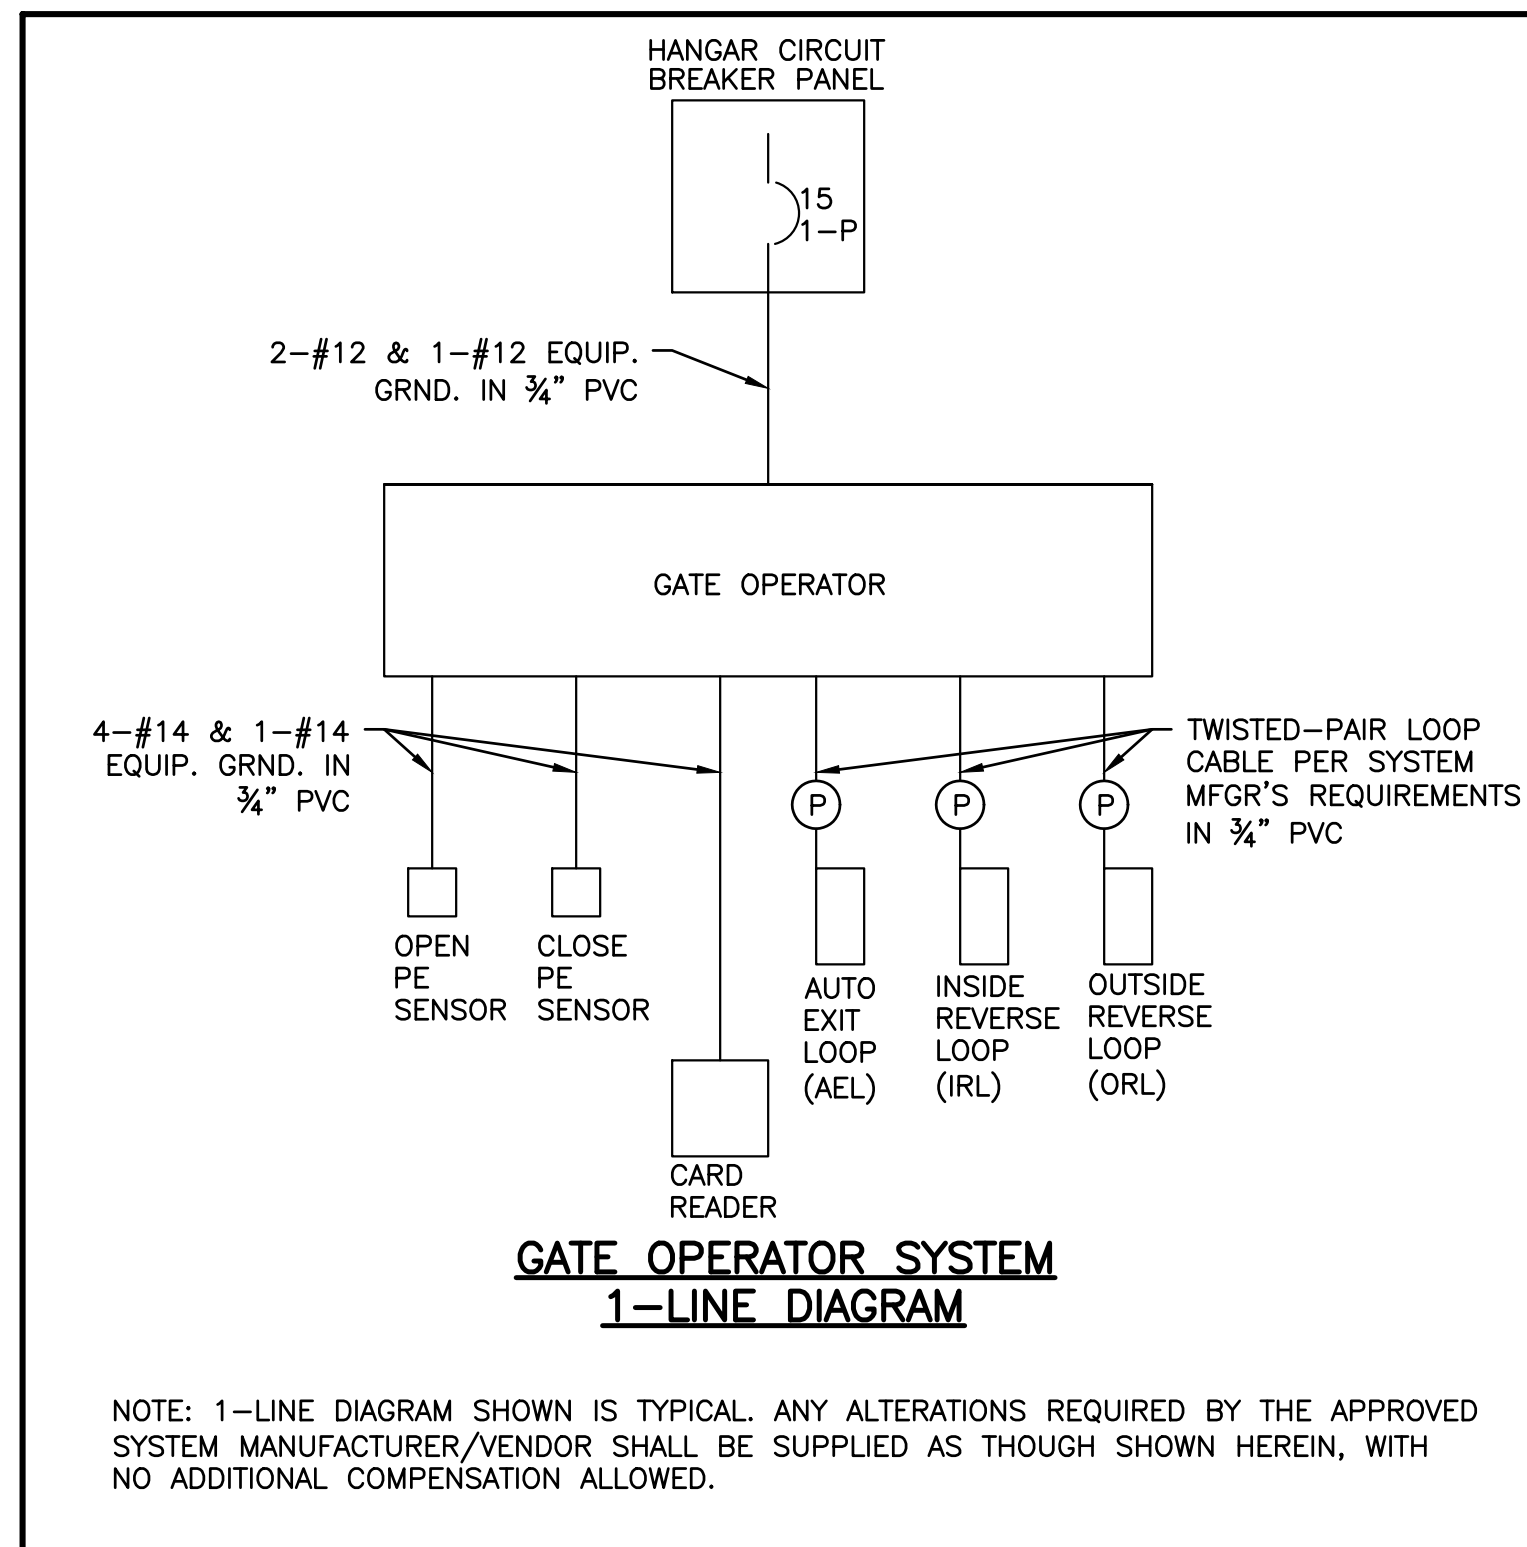 HANGAR CIRCUIT
BREAKER PANEL
15
1-P
2-#12 & 1-#12 EQUIP.
GRND. IN ¾" PVC
GATE OPERATOR
4-#14 & 1-#14
EQUIP. GRND. IN
¾" PVC
TWISTED-PAIR LOOP
CABLE PER SYSTEM
MFGR'S REQUIREMENTS
IN ¾" PVC
P
P
P
OPEN
PE
SENSOR
CLOSE
PE
SENSOR
AUTO
EXIT
LOOP
(AEL)
INSIDE
REVERSE
LOOP
(IRL)
OUTSIDE
REVERSE
LOOP
(ORL)
CARD
READER
GATE OPERATOR SYSTEM
1-LINE DIAGRAM
NOTE: 1-LINE DIAGRAM SHOWN IS TYPICAL. ANY ALTERATIONS REQUIRED BY THE APPROVED
SYSTEM MANUFACTURER/VENDOR SHALL BE SUPPLIED AS THOUGH SHOWN HEREIN, WITH
NO ADDITIONAL COMPENSATION ALLOWED.